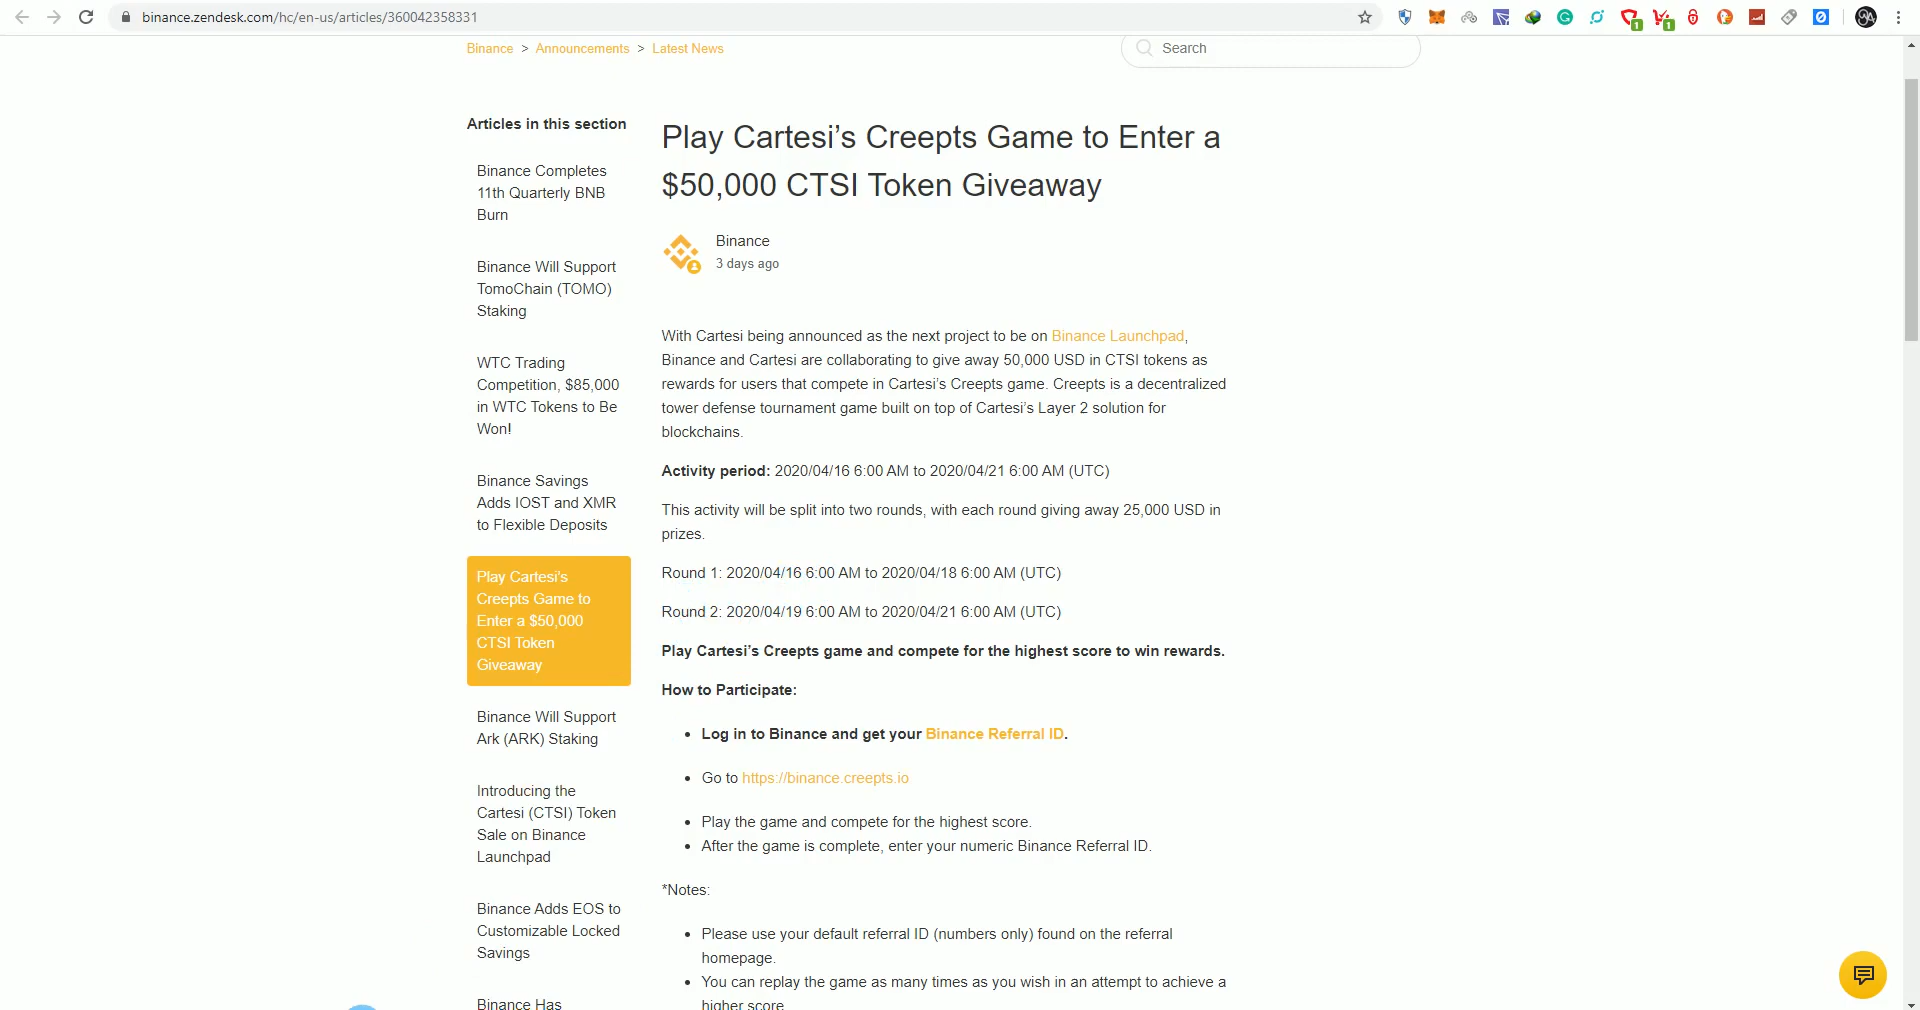 binance.zendesk.com/hc/en-us/articles/360042358331
1
1
Binance > Announcements > Latest News
Search
Articles in this section
Binance Completes
11th Quarterly BNB
Burn
Binance Will Support
TomoChain (TOMO)
Staking
WTC Trading
Competition, $85,000
in WTC Tokens to Be
Won!
Binance Savings
Adds IOST and XMR
to Flexible Deposits
Play Cartesi's
Creepts Game to
Enter a $50,000
CTSI Token
Giveaway
Binance Will Support
Ark (ARK) Staking
Introducing the
Cartesi (CTSI) Token
Sale on Binance
Launchpad
Binance Adds EOS to
Customizable Locked
Savings
Binance Has
Play Cartesi’s Creepts Game to Enter a
$50,000 CTSI Token Giveaway
Binance
3 days ago
With Cartesi being announced as the next project to be on Binance Launchpad,
Binance and Cartesi are collaborating to give away 50,000 USD in CTSI tokens as
rewards for users that compete in Cartesi’s Creepts game. Creepts is a decentralized
tower defense tournament game built on top of Cartesi’s Layer 2 solution for
blockchains.
Activity period: 2020/04/16 6:00 AM to 2020/04/21 6:00 AM (UTC)
This activity will be split into two rounds, with each round giving away 25,000 USD in
prizes.
Round 1: 2020/04/16 6:00 AM to 2020/04/18 6:00 AM (UTC)
Round 2: 2020/04/19 6:00 AM to 2020/04/21 6:00 AM (UTC)
Play Cartesi’s Creepts game and compete for the highest score to win rewards.
How to Participate:
• Log in to Binance and get your Binance Referral ID.
• Go to https://binance.creepts.io
• Play the game and compete for the highest score.
• After the game is complete, enter your numeric Binance Referral ID.
*Notes:
• Please use your default referral ID (numbers only) found on the referral
homepage.
• You can replay the game as many times as you wish in an attempt to achieve a
higher score